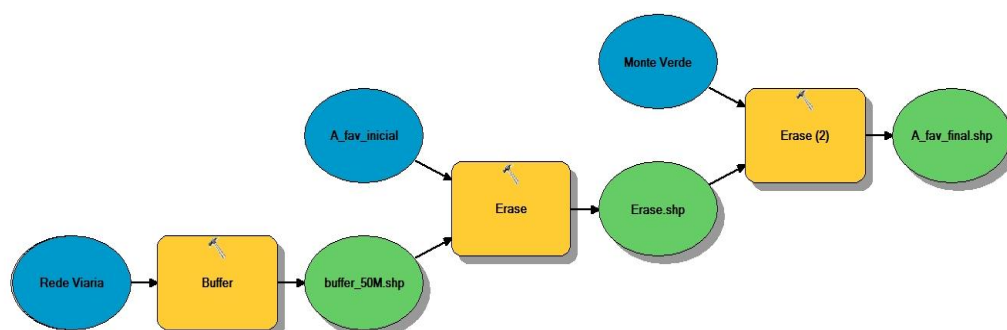 Monte Verde
Erase (2)
A_fav_final.shp
A_fav_inicial
Erase
Erase.shp
Rede Viaria
Buffer
buffer_50M.shp